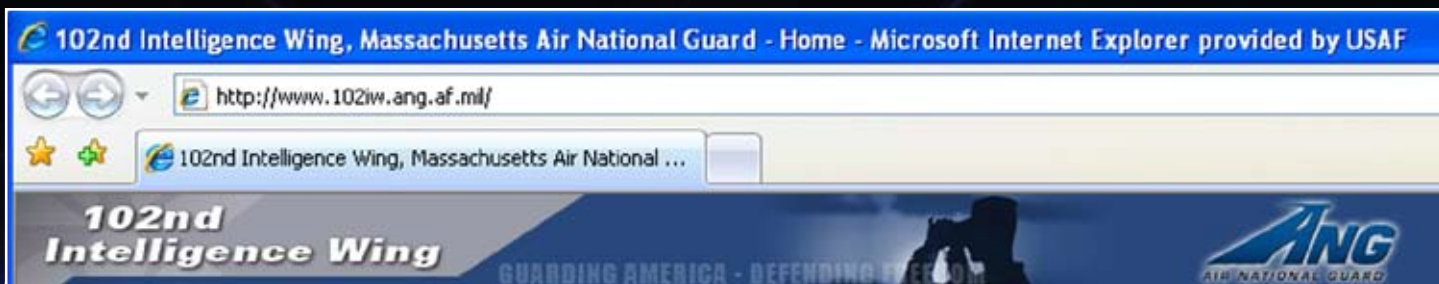 102nd Intelligence Wing, Massachusetts Air National Guard - Home - Microsoft Internet Explorer provided by USAF
http://www.102iw.ang.af.mil/
102nd Intelligence Wing, Massachusetts Air National ...
102nd
Intelligence Wing
GUARDING AMERICA - DEFENDING FREEDOM
ANG
AIR NATIONAL GUARD